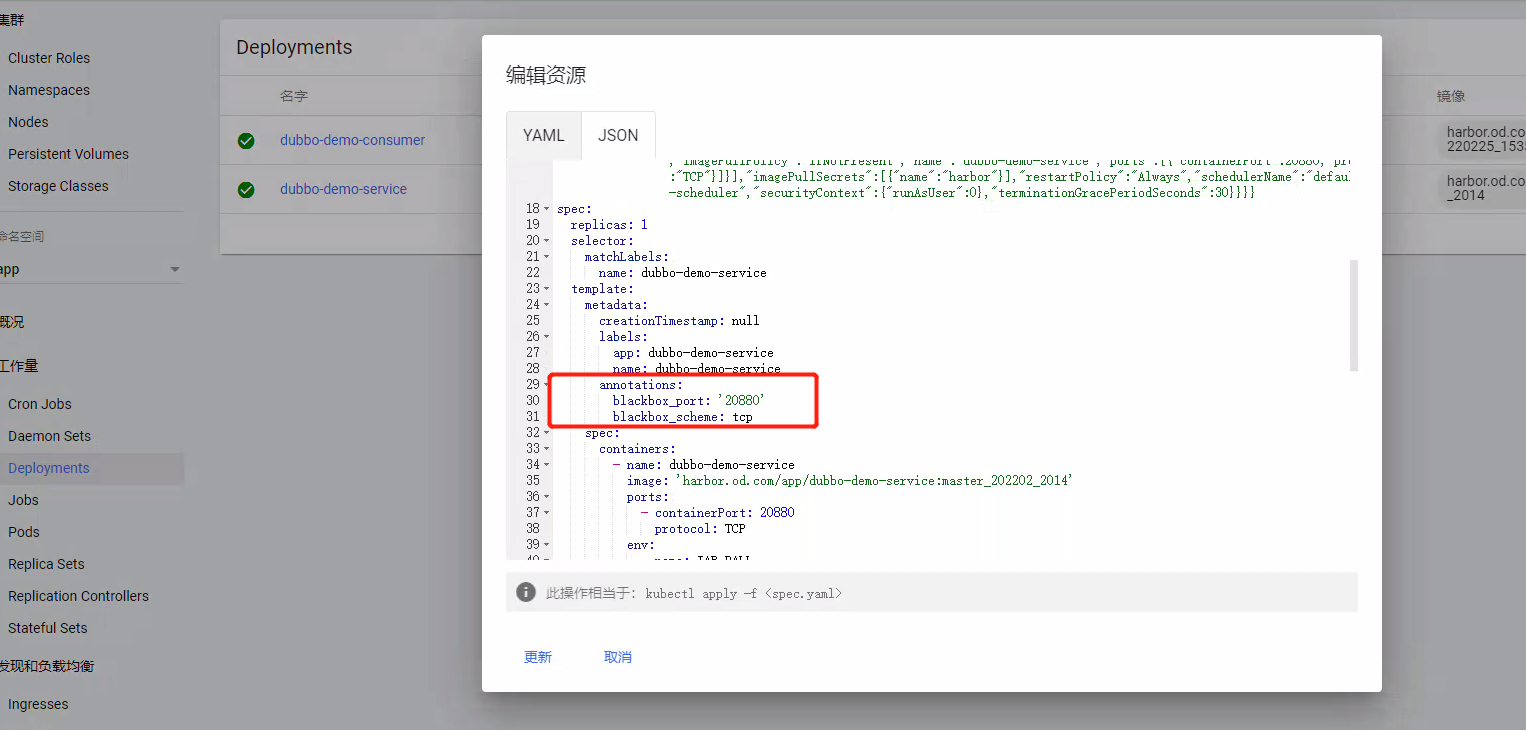 集群
Cluster Roles
Namespaces
Nodes
Persistent Volumes
Storage Classes
命名空间
app
概况
工作量
Cron Jobs
Daemon Sets
Deployments
Jobs
Pods
Replica Sets
Replication Controllers
Stateful Sets
发现和负载均衡
Ingresses
Deployments
名字
镜像
dubbo-demo-consumer
harbor.od.co
220225_153
dubbo-demo-service
harbor.od.co
_2014
编辑资源
YAML
JSON
,"imagePullPolicy":"IfNotPresent","name":"dubbo-demo-service","ports":[{"containerPort":20880,"pr
:"TCP"}]}],"imagePullSecrets":[{"name":"harbor"}],"restartPolicy":"Always","schedulerName":"defau
-scheduler","securityContext":{"runAsUser":0},"terminationGracePeriodSeconds":30}}}}
18 spec:
19 replicas: 1
20 selector:
21 matchLabels:
22 name: dubbo-demo-service
23 template:
24 metadata:
25 creationTimestamp: null
26 labels:
27 app: dubbo-demo-service
28 name: dubbo-demo-service
29 annotations:
30 blackbox_port: '20880'
31 blackbox_scheme: tcp
32 spec:
33 containers:
34 - name: dubbo-demo-service
35 image: 'harbor.od.com/app/dubbo-demo-service:master_202202_2014'
36 ports:
37 - containerPort: 20880
38 protocol: TCP
39 env:
40 - name: JAR_BALL
此操作相当于: kubectl apply -f <spec.yaml>
更新
取消